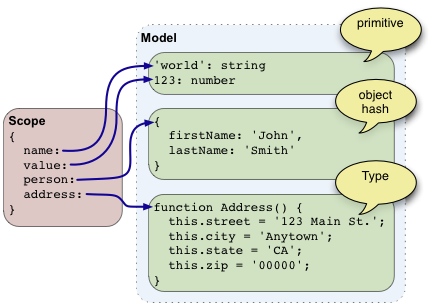 primitive
Model
'world': string
123: number
object
hash
Scope
{
name:
value:
person:
address:
}
{
firstName: 'John',
lastName: 'Smith'
}
Type
function Address() {
this.street = '123 Main St.';
this.city = 'Anytown';
this.state = 'CA';
this.zip = '00000';
}